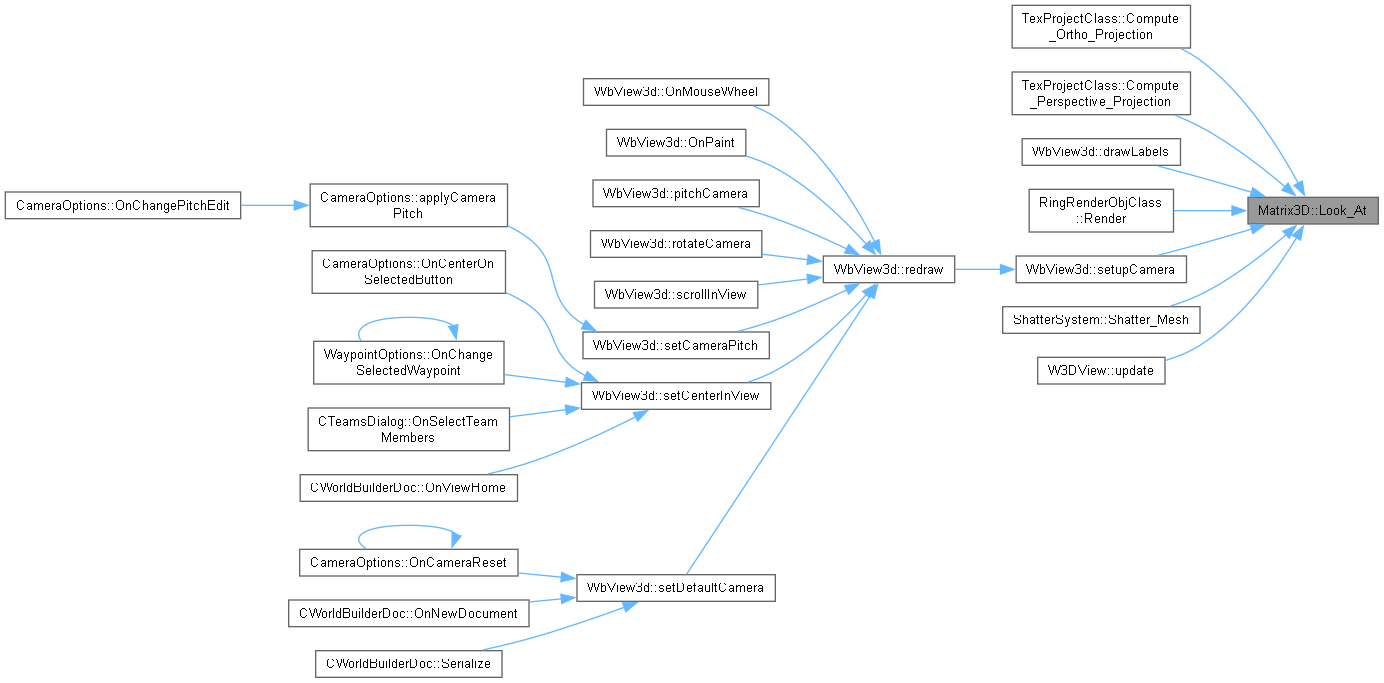 TexProjectClass::Compute
_Ortho_Projection
TexProjectClass::Compute
_Perspective_Projection
WbView3d::drawLabels
RingRenderObjClass
::Render
WbView3d::setupCamera
ShatterSystem::Shatter_Mesh
W3DView::update
Matrix3D::Look_At
WbView3d::redraw
WbView3d::OnMouseWheel
WbView3d::OnPaint
WbView3d::pitchCamera
WbView3d::rotateCamera
WbView3d::scrollInView
WbView3d::setCameraPitch
WbView3d::setCenterInView
WbView3d::setDefaultCamera
CameraOptions::applyCamera
Pitch
CameraOptions::OnChangePitchEdit
CameraOptions::OnCenterOn
SelectedButton
WaypointOptions::OnChange
SelectedWaypoint
CTeamsDialog::OnSelectTeam
Members
CWorldBuilderDoc::OnViewHome
CameraOptions::OnCameraReset
CWorldBuilderDoc::OnNewDocument
CWorldBuilderDoc::Serialize